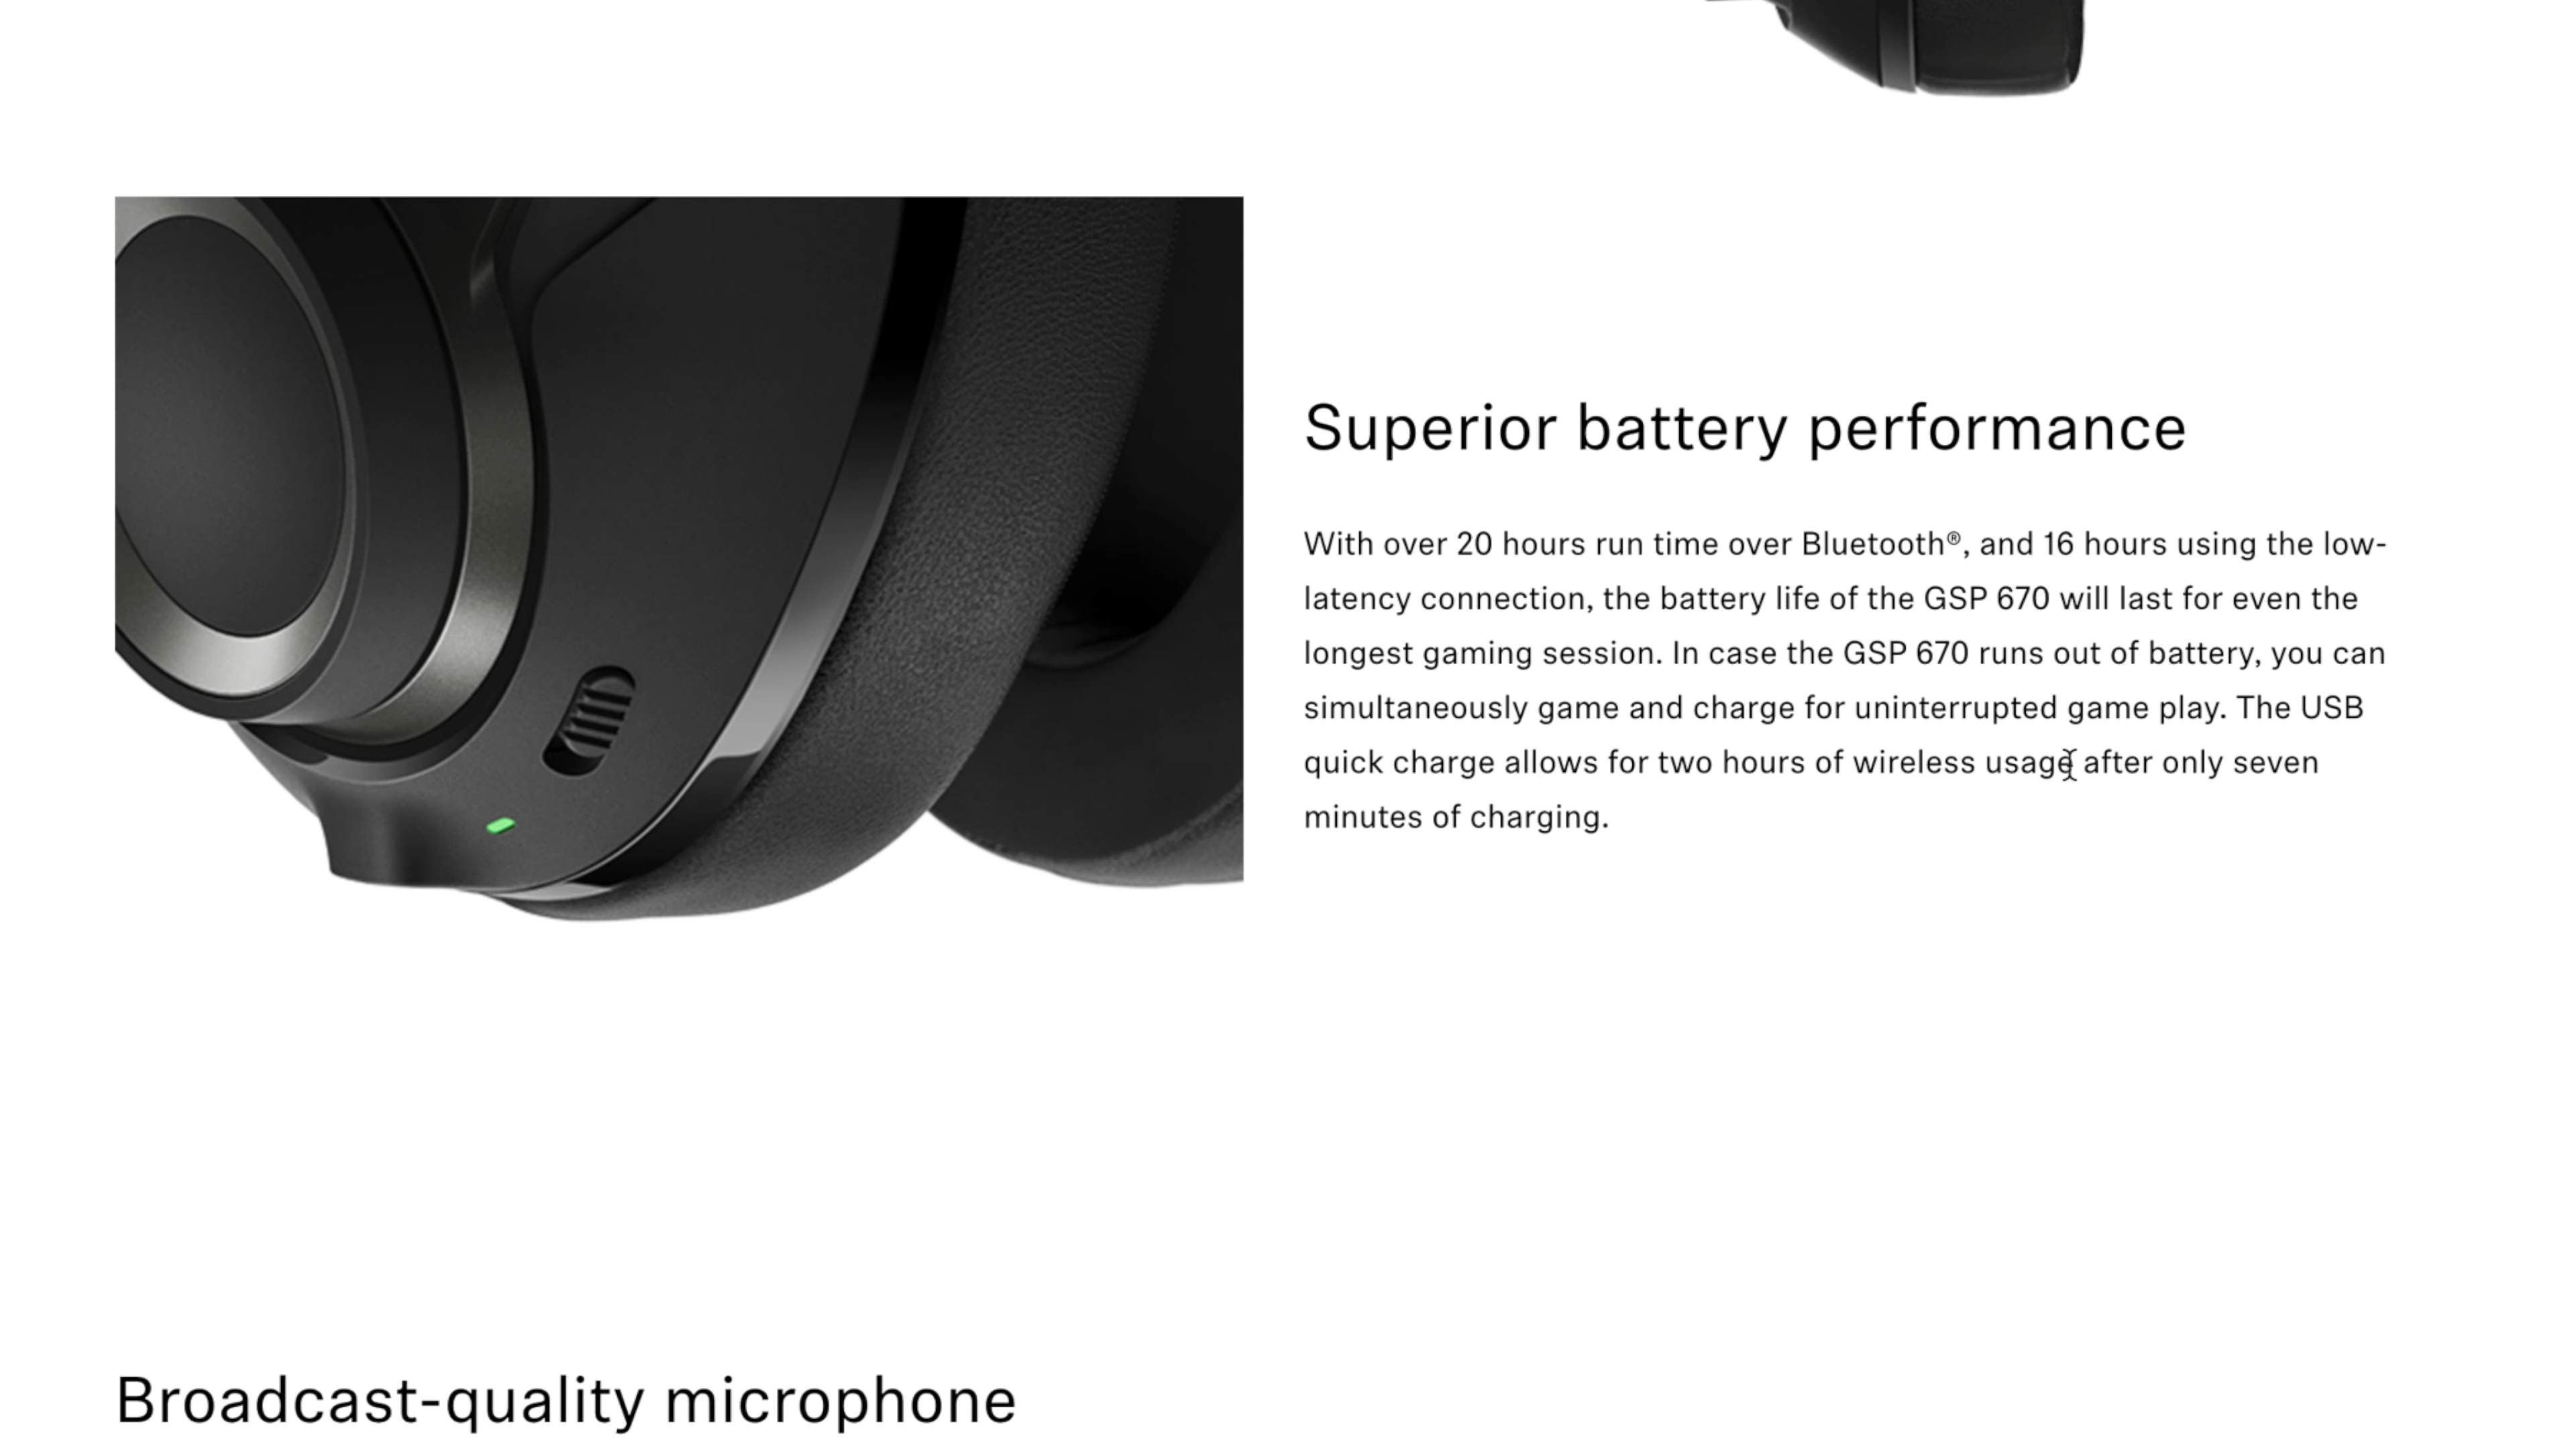 Superior battery performance
With over 20 hours run time over Bluetooth®, and 16 hours using the low-
latency connection, the battery life of the GSP 670 will last for even the
longest gaming session. In case the GSP 670 runs out of battery, you can
simultaneously game and charge for uninterrupted game play. The USB
quick charge allows for two hours of wireless usage after only seven
minutes of charging.
Broadcast-quality microphone